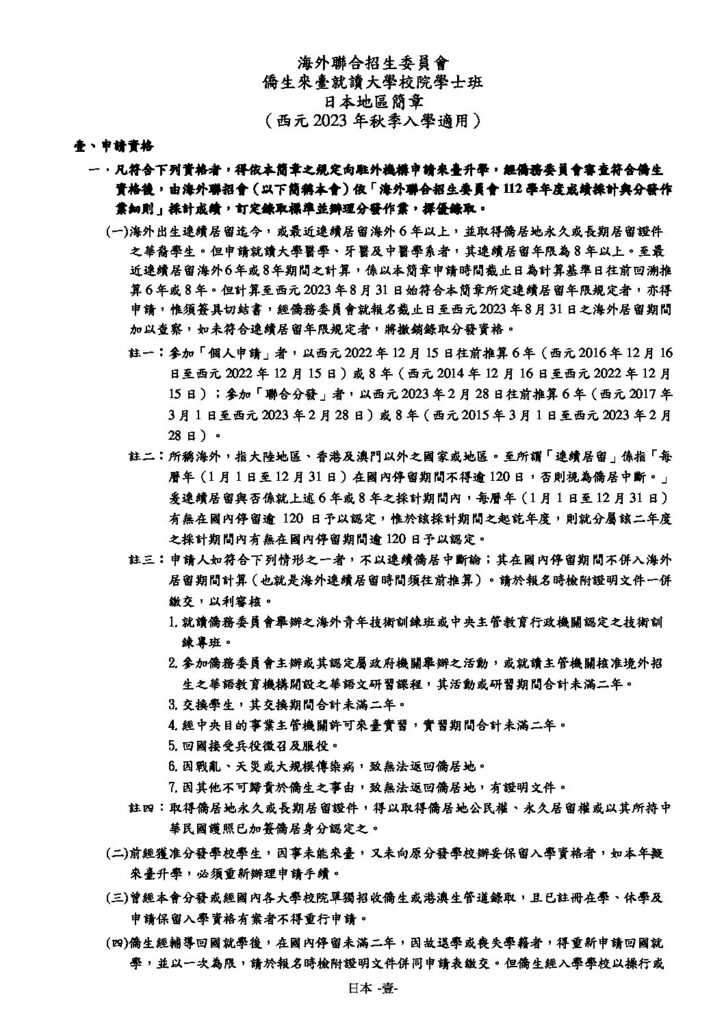 海外聯合招生委員會
僑生來臺就讀大學校院學士班
日本地區簡章
（西元 2023 年秋季入學適用）
壹、申請資格
一．凡符合下列資格者，得依本簡章之規定向駐外機構申請來臺升學，經僑務委員會審查符合僑生
資格後，由海外聯招會（以下簡稱本會）依「海外聯合招生委員會 112 學年度成績採計與分發作
業細則」採計成績，訂定錄取標準並辦理分發作業，擇優錄取。
(一)海外出生連續居留迄今，或最近連續居留海外 6 年以上，並取得僑居地永久或長期居留證件
之華裔學生。但申請就讀大學醫學、牙醫及中醫學系者，其連續居留年限為 8 年以上。至最
近連續居留海外6年或8年期間之計算，係以本簡章申請時間截止日為計算基準日往前回溯推
算 6 年或 8 年。但計算至西元 2023 年 8 月 31 日始符合本簡章所定連續居留年限規定者，亦得
申請，惟須簽具切結書，經僑務委員會就報名截止日至西元 2023 年 8 月 31 日之海外居留期間
加以查察，如未符合連續居留年限規定者，將撤銷錄取分發資格。
註一：參加「個人申請」者，以西元 2022 年 12 月 15 日往前推算 6 年（西元 2016 年 12 月 16
日至西元 2022 年 12 月 15 日）或 8 年（西元 2014 年 12 月 16 日至西元 2022 年 12 月
15 日）；參加「聯合分發」者，以西元 2023 年 2 月 28 日往前推算 6 年（西元 2017 年
3 月 1 日至西元 2023 年 2 月 28 日）或 8 年（西元 2015 年 3 月 1 日至西元 2023 年 2 月
28 日）。
註二：所稱海外，指大陸地區、香港及澳門以外之國家或地區。至所謂「連續居留」係指「每
曆年（1 月 1 日至 12 月 31 日）在國內停留期間不得逾 120 日，否則視為僑居中斷。」
爰連續居留與否係就上述 6 年或 8 年之採計期間內，每曆年（1 月 1 日至 12 月 31 日）
有無在國內停留逾 120 日予以認定，惟於該採計期間之起訖年度，則就分屬該二年度
之採計期間內有無在國內停留期間逾 120 日予以認定。
註三：申請人如符合下列情形之一者，不以連續僑居中斷論；其在國內停留期間不併入海外
居留期間計算（也就是海外連續居留時間須往前推算）。請於報名時檢附證明文件一併
繳交，以利審核。
1. 就讀僑務委員會舉辦之海外青年技術訓練班或中央主管教育行政機關認定之技術訓
練專班。
2. 參加僑務委員會主辦或其認定屬政府機關舉辦之活動，或就讀主管機關核准境外招
生之華語教育機構開設之華語文研習課程，其活動或研習期間合計未滿二年。
3. 交換學生，其交換期間合計未滿二年。
4. 經中央目的事業主管機關許可來臺實習，實習期間合計未滿二年。
5. 回國接受兵役徵召及服役。
6. 因戰亂、天災或大規模傳染病，致無法返回僑居地。
7. 因其他不可歸責於僑生之事由，致無法返回僑居地，有證明文件。
註四：取得僑居地永久或長期居留證件，得以取得僑居地公民權、永久居留權或以其所持中
華民國護照已加簽僑居身分認定之。
(二)前經獲准分發學校學生，因事未能來臺，又未向原分發學校辦妥保留入學資格者，如本年擬
來臺升學，必須重新辦理申請手續。
(三)曾經本會分發或經國內各大學校院單獨招收僑生或港澳生管道錄取，且已註冊在學、休學及
申請保留入學資格有案者不得重行申請。
(四)僑生經輔導回國就學後，在國內停留未滿二年，因故退學或喪失學籍者，得重新申請回國就
學，並以一次為限，請於報名時檢附證明文件併同申請表繳交。但僑生經入學學校以操行或
日本 -壹-